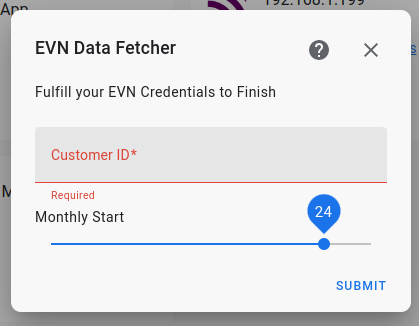 App
192.168.1.199
EVN Data Fetcher
Fulfill your EVN Credentials to Finish
Customer ID*
Required
Monthly Start
24
SUBMIT